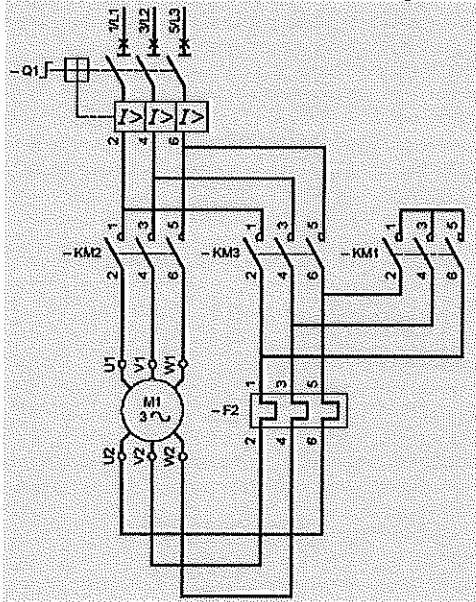 1/L1 3/L2 5/L3
– Q1
I> I> I>
2 4 6
1 3 5 1 3 5 1 3 5
– KM2 – KM3 – KM1
2 4 6 2 4 6 2 4 6
U1 V1 W1
M1
3
1 3 5
– F2
2 4 6
U2 V2 W2